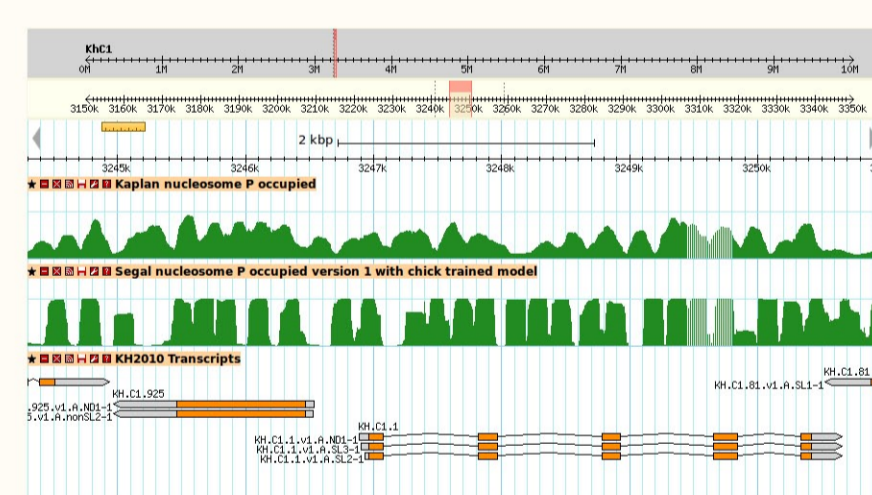 KhC1
0M 1M 2M 3M 4M 5M 6M 7M 8M 9M 10M
3150k 3160k 3170k 3180k 3190k 3200k 3210k 3220k 3230k 3240k 3250k 3260k 3270k 3280k 3290k 3300k 3310k 3320k 3330k 3340k 3350k
2 kbp
3245k 3246k 3247k 3248k 3249k 3250k
Kaplan nucleosome P occupied
Segal nucleosome P occupied version 1 with chick trained model
KH2010 Transcripts
KH.C1.81
KH.C1.81.v1.A.SL1-1
KH.C1.925
.925.v1.A.ND1-1
5.v1.A.nonSL2-1
KH.C1.1
KH.C1.1.v1.A.ND1-1
KH.C1.1.v1.A.SL3-1
KH.C1.1.v1.A.SL2-1